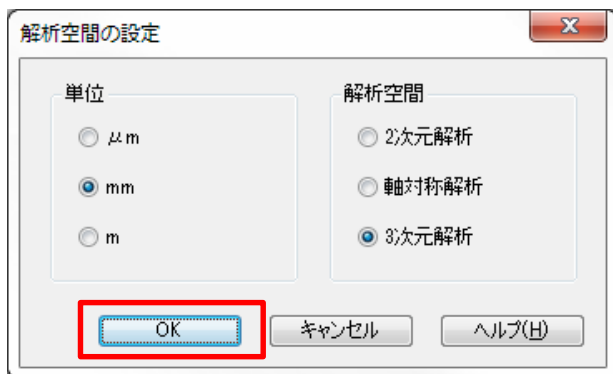 解析空間の設定
単位
μm
mm
m
解析空間
2次元解析
軸対称解析
3次元解析
OK
キャンセル
ヘルプ(H)